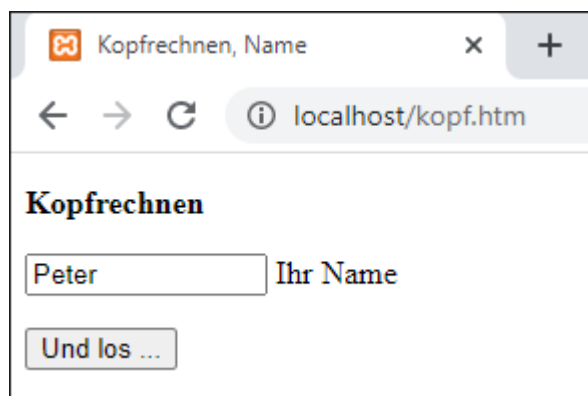 Kopfrechnen, Name
localhost/kopf.htm
Kopfrechnen
Peter Ihr Name
Und los ...